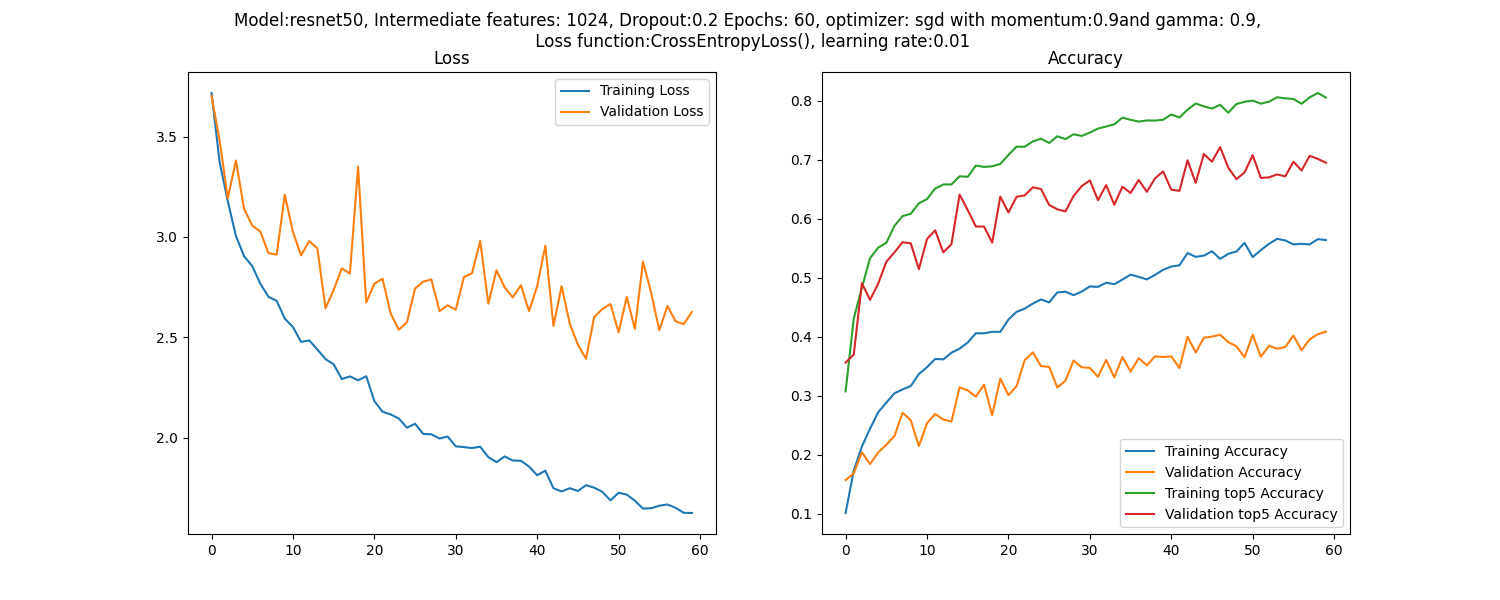 Model:resnet50, Intermediate features: 1024, Dropout:0.2 Epochs: 60, optimizer: sgd with momentum:0.9and gamma: 0.9,
Loss function:CrossEntropyLoss(), learning rate:0.01
Loss
Training Loss
Validation Loss
3.5
3.0
2.5
2.0
0 10 20 30 40 50 60
Accuracy
0.8
0.7
0.6
0.5
0.4
0.3
0.2
0.1
Training Accuracy
Validation Accuracy
Training top5 Accuracy
Validation top5 Accuracy
0 10 20 30 40 50 60